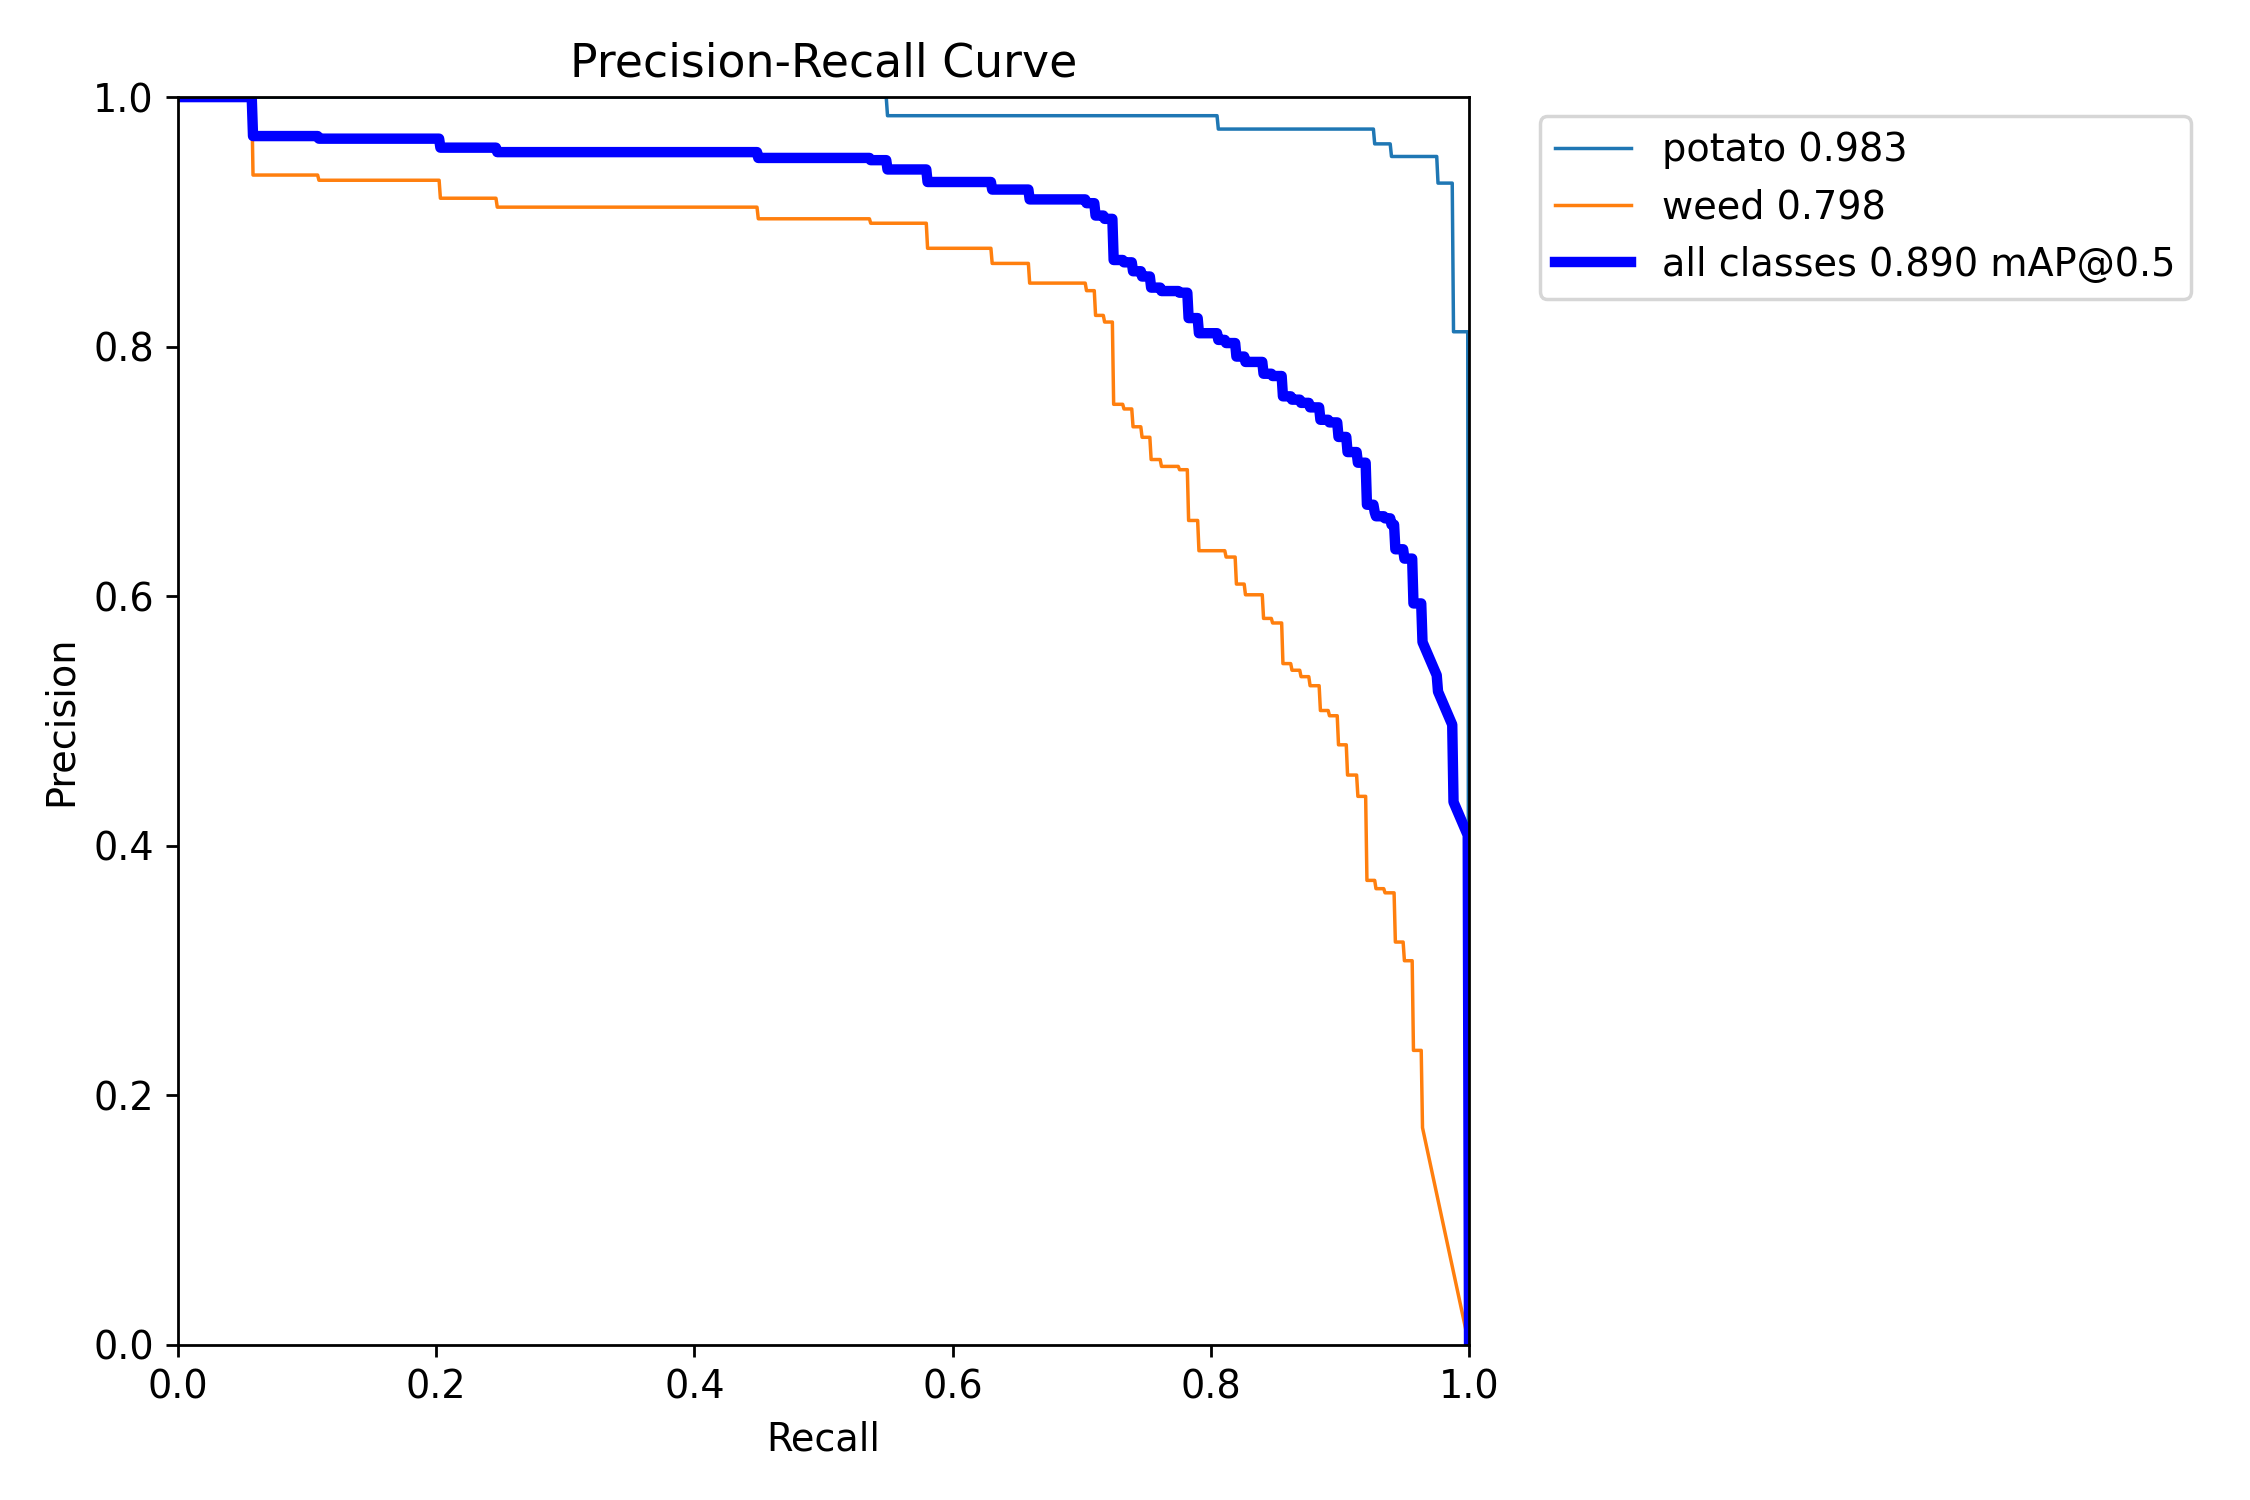 Precision-Recall Curve
1.0
0.8
0.6
0.4
0.2
0.0
Precision
0.0 0.2 0.4 0.6 0.8 1.0
Recall
potato 0.983
weed 0.798
all classes 0.890 mAP@0.5